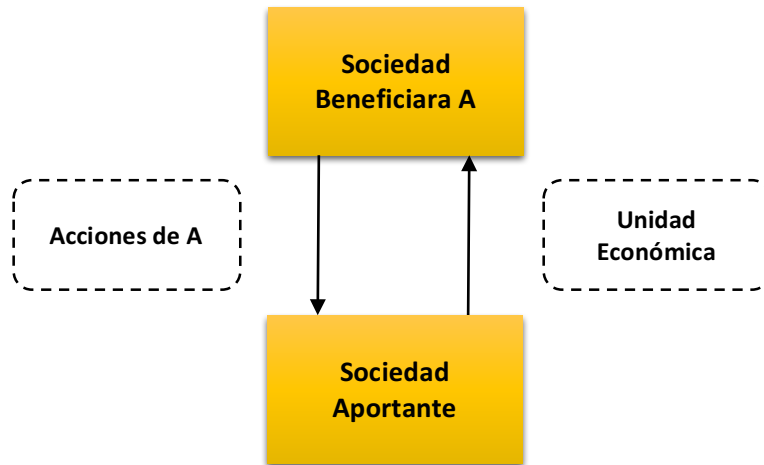 Sociedad
Beneficiara A
Acciones de A
Unidad
Económica
Sociedad
Aportante